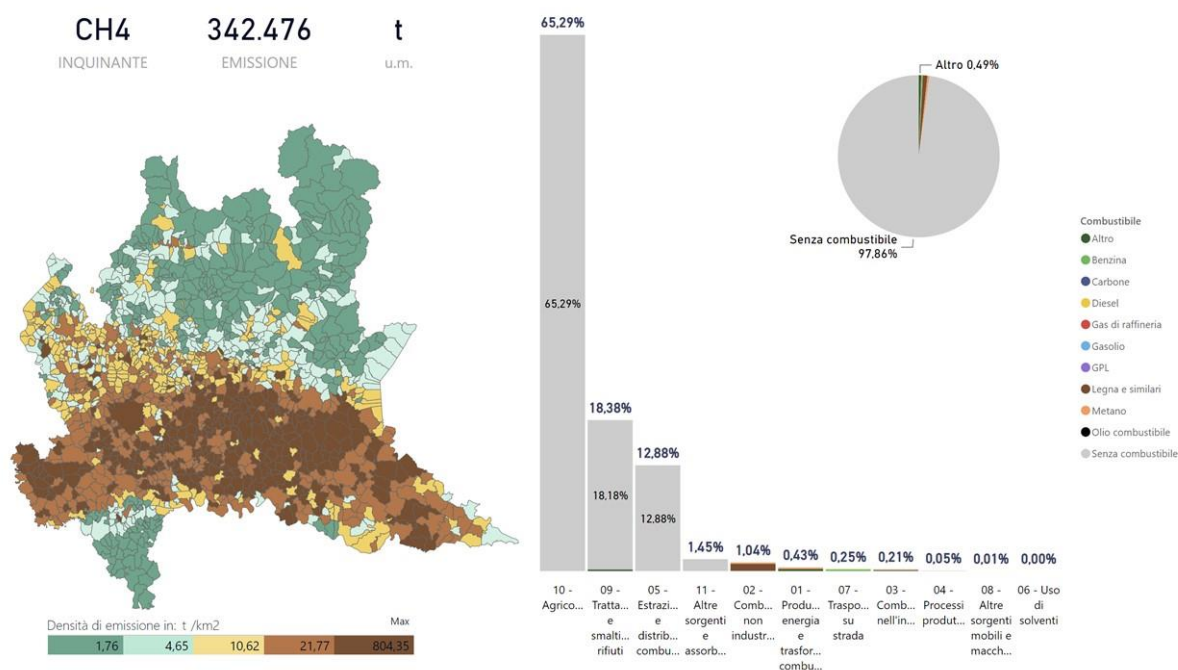 CH4
342.476
t
INQUINANTE
EMISSIONE
u.m.
Densità di emissione in: t /km2
Max
1,76
4,65
10,62
21,77
804,35
65,29%
65,29%
18,38%
18,18%
12,88%
12,88%
1,45%
1,04%
0,43%
0,25%
0,21%
0,05%
0,01%
0,00%
10 -
Agrico...
09 -
Tratta...
e
smalti...
rifiuti
05 -
Estrazi...
e
distrib...
combu...
11 -
Altre
sorgenti
e
assorb...
02 -
Comb...
non
industr...
01 -
Produ...
energia
e
trasfor...
combu...
07 -
Traspo...
su
strada
03 -
Comb...
nell'in...
04 -
Processi
produt...
08 -
Altre
sorgenti
mobili e
macch...
06 - Uso
di
solventi
Altro 0,49%
Senza combustibile
97,86%
Combustibile
Altro
Benzina
Carbone
Diesel
Gas di raffineria
Gasolio
GPL
Legna e similari
Metano
Olio combustibile
Senza combustibile